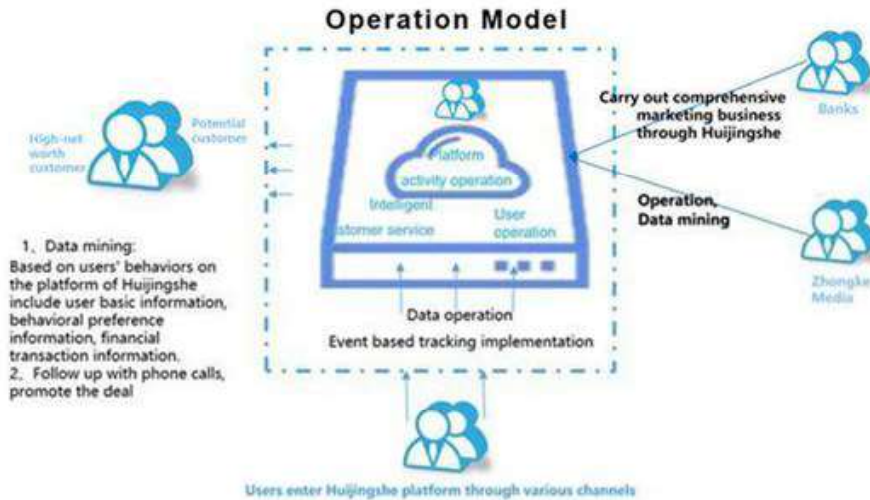 Operation Model
High-net
worth
customer
Potential
customer
Platform
activity operation
Intelligent
customer service
User
operation
Carry out comprehensive
marketing business
through Huijingshe
Banks
Operation,
Data mining
Zhongke
Media
1、Data mining:
Based on users' behaviors on
the platform of Huijingshe
include user basic information,
behavioral preference
information, financial
transaction information.
2、Follow up with phone calls,
promote the deal
Data operation
Event based tracking implementation
Users enter Huijingshe platform through various channels